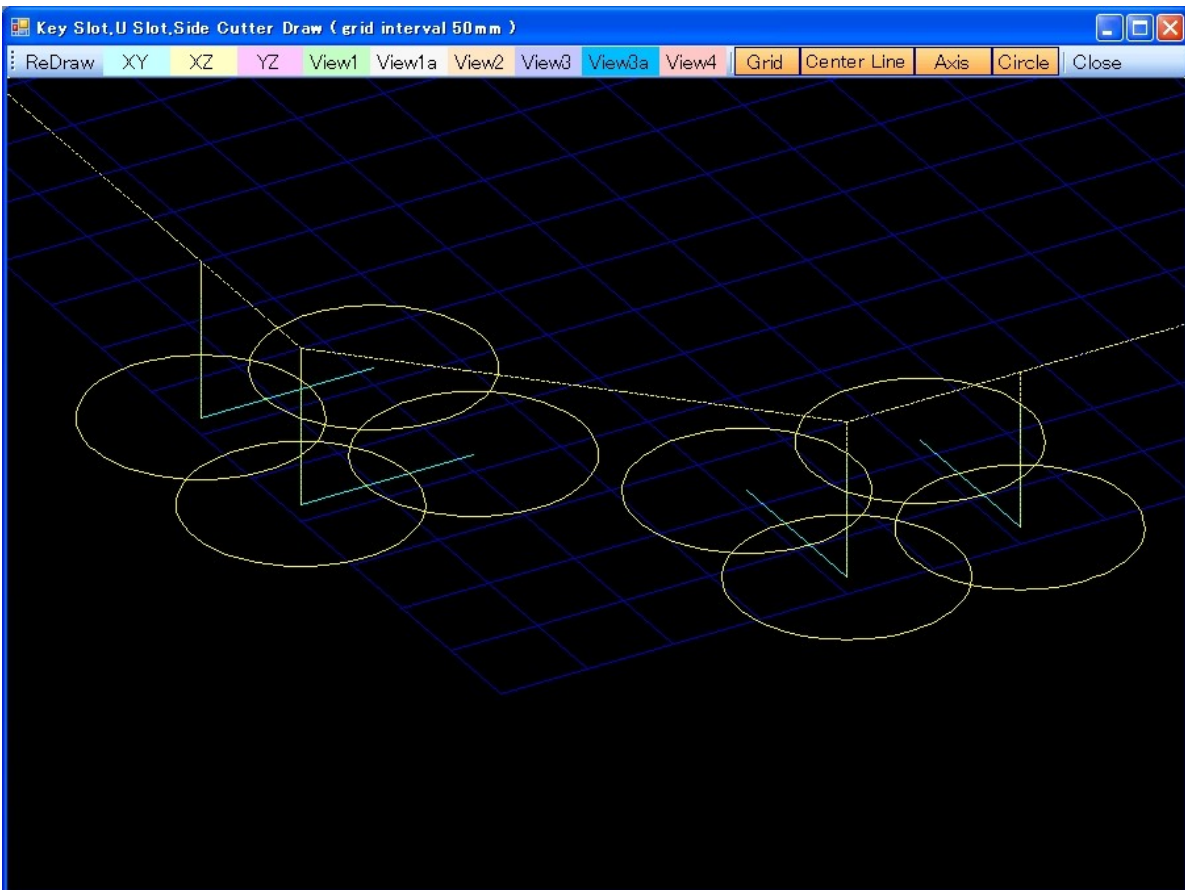 Key Slot,U Slot,Side Cutter Draw ( grid interval 50mm )
ReDraw XY XZ YZ View1 View1a View2 View3 View3a View4 Grid Center Line Axis Circle Close